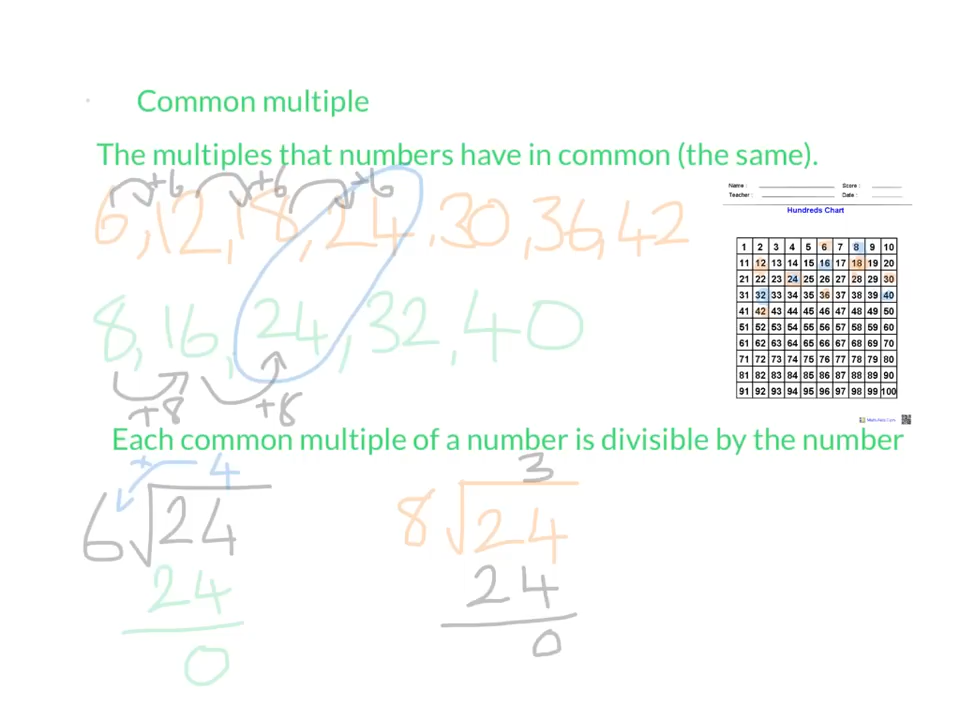 Common multiple
The multiples that numbers have in common (the same).
+6 +6 +6
6, 12, 18, 24, 30, 36, 42
8, 16, 24, 32, 40
+8 +8
Name : Score :
Teacher : Date :
Hundreds Chart
1 2 3 4 5 6 7 8 9 10
11 12 13 14 15 16 17 18 19 20
21 22 23 24 25 26 27 28 29 30
31 32 33 34 35 36 37 38 39 40
41 42 43 44 45 46 47 48 49 50
51 52 53 54 55 56 57 58 59 60
61 62 63 64 65 66 67 68 69 70
71 72 73 74 75 76 77 78 79 80
81 82 83 84 85 86 87 88 89 90
91 92 93 94 95 96 97 98 99 100
Each common multiple of a number is divisible by the number
4
6 24
24
0
3
8 24
24
0